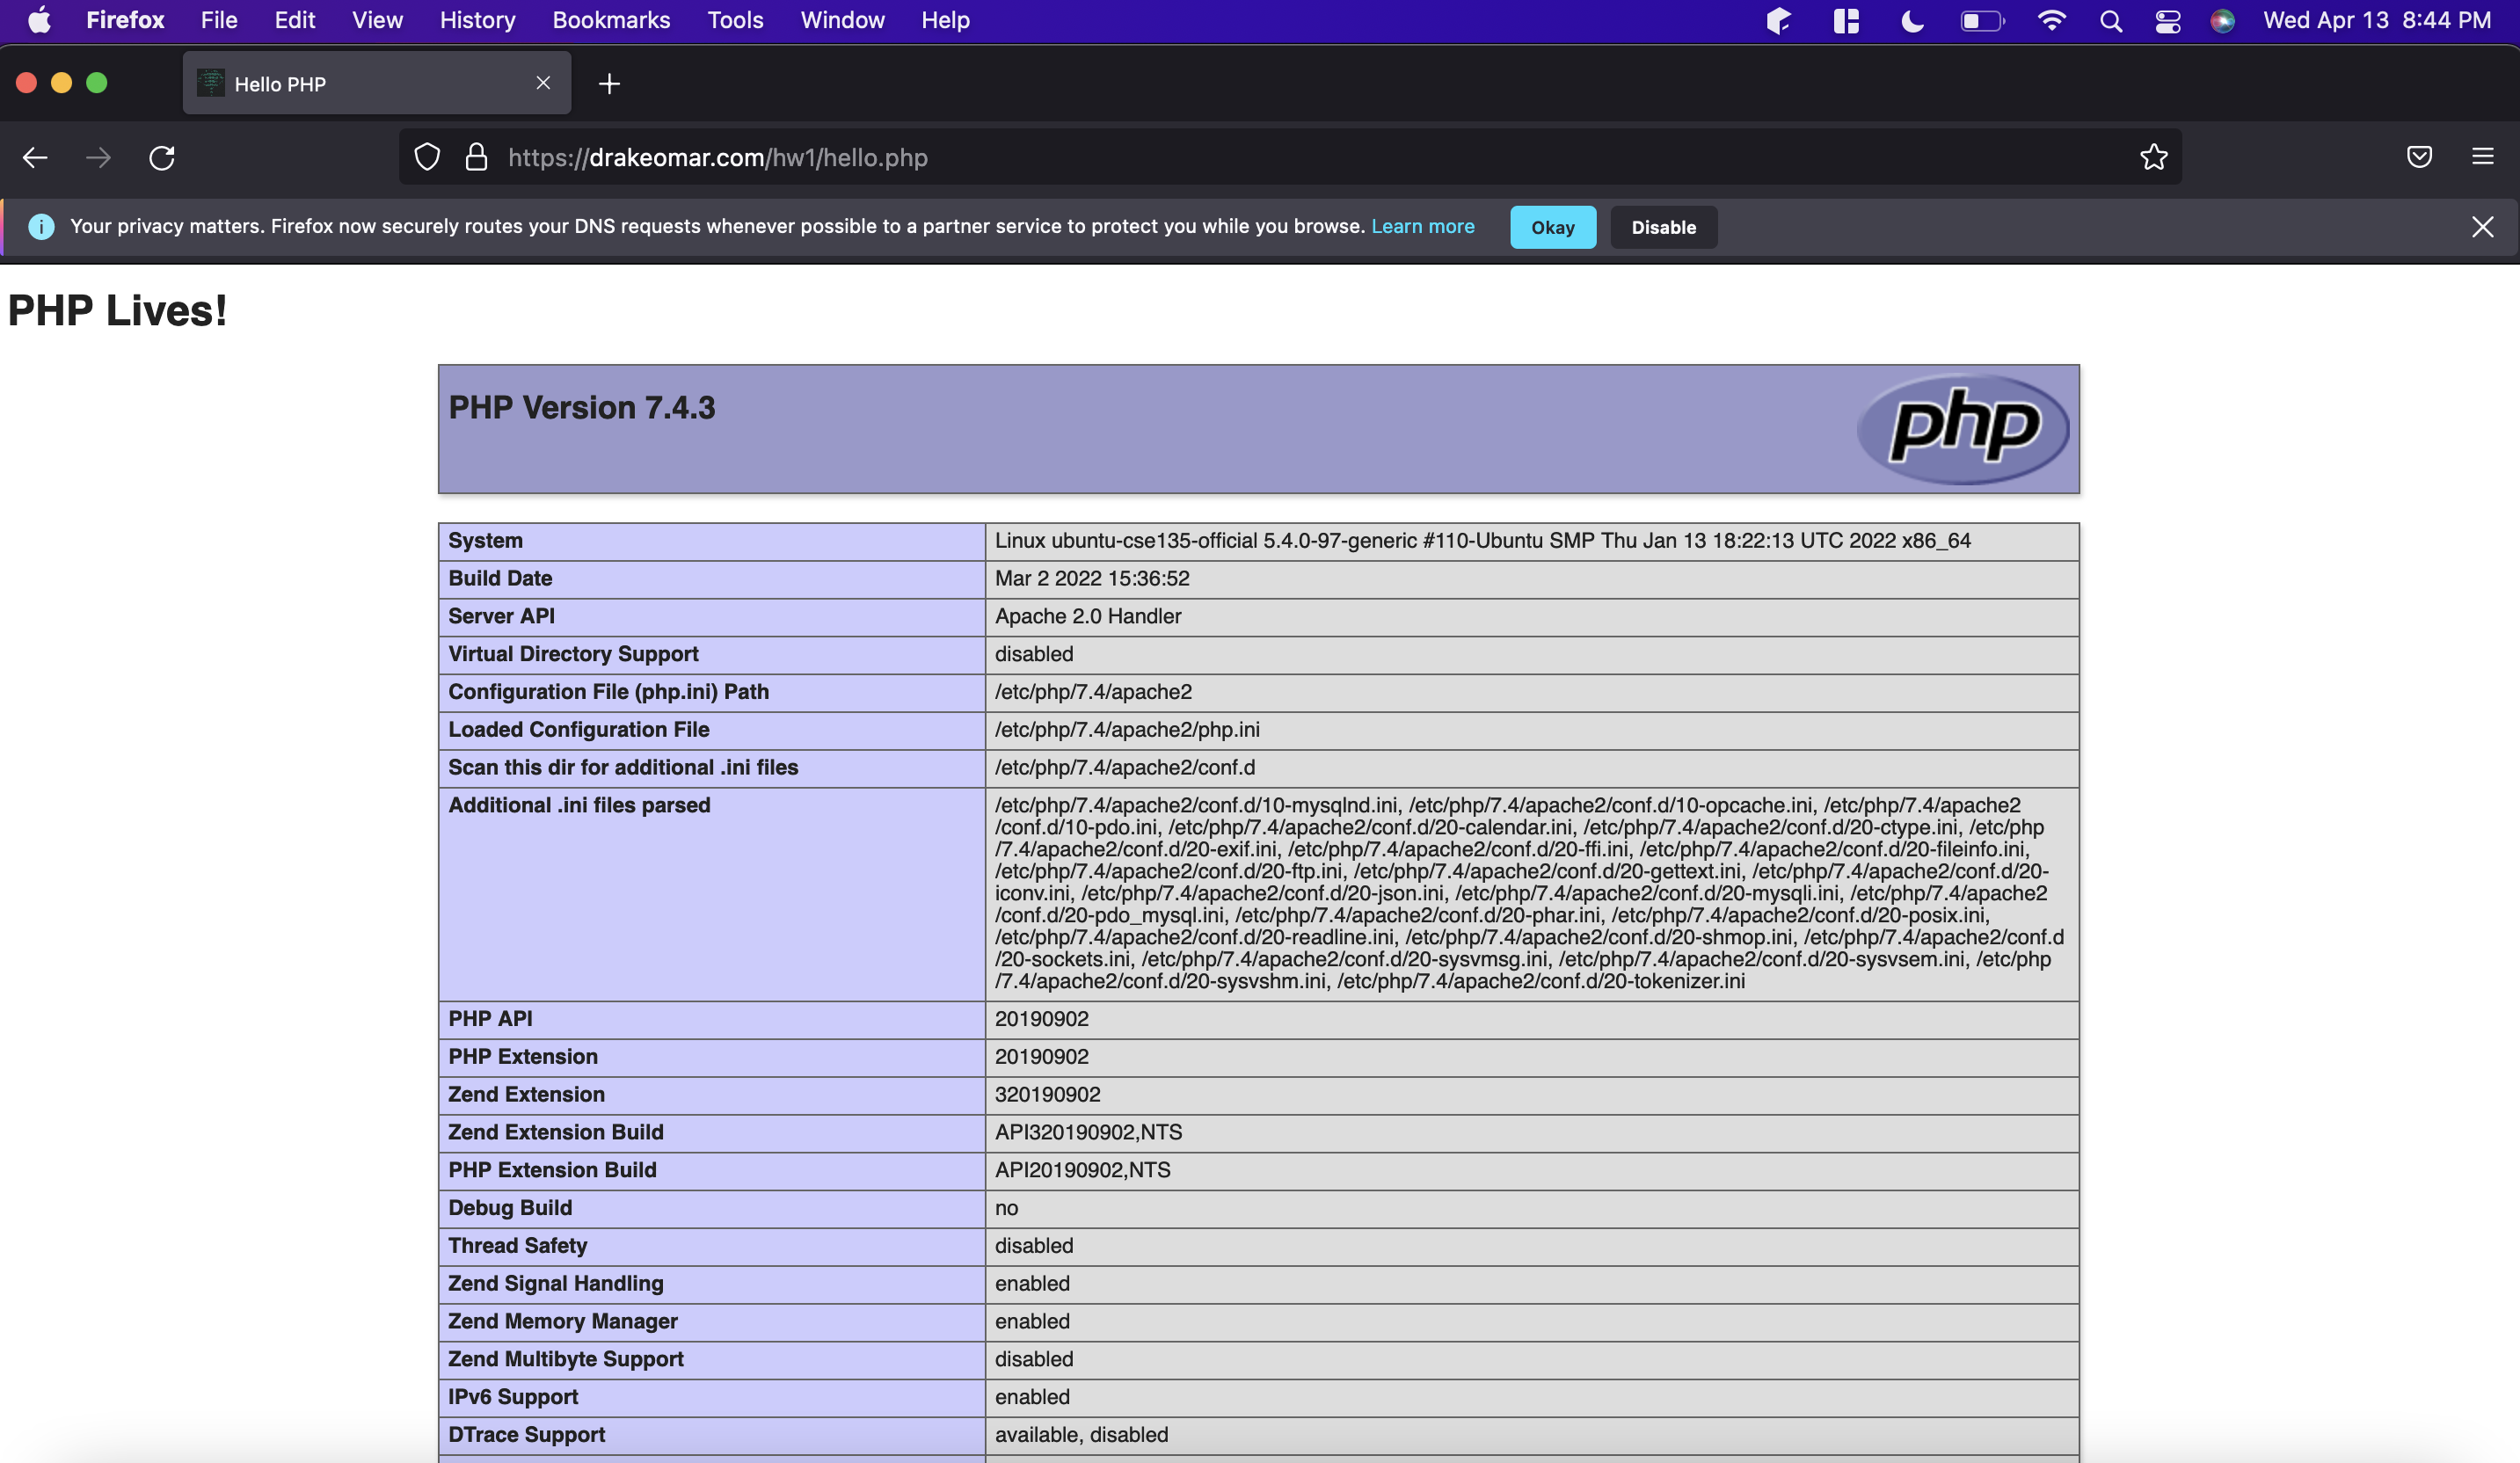 Firefox File Edit View History Bookmarks Tools Window Help Wed Apr 13 8:44 PM
Hello PHP
https://drakeomar.com/hw1/hello.php
Your privacy matters. Firefox now securely routes your DNS requests whenever possible to a partner service to protect you while you browse. Learn more Okay Disable
PHP Lives!
PHP Version 7.4.3
php
System Linux ubuntu-cse135-official 5.4.0-97-generic #110-Ubuntu SMP Thu Jan 13 18:22:13 UTC 2022 x86_64
Build Date Mar 2 2022 15:36:52
Server API Apache 2.0 Handler
Virtual Directory Support disabled
Configuration File (php.ini) Path /etc/php/7.4/apache2
Loaded Configuration File /etc/php/7.4/apache2/php.ini
Scan this dir for additional .ini files /etc/php/7.4/apache2/conf.d
Additional .ini files parsed /etc/php/7.4/apache2/conf.d/10-mysqlnd.ini, /etc/php/7.4/apache2/conf.d/10-opcache.ini, /etc/php/7.4/apache2
/conf.d/10-pdo.ini, /etc/php/7.4/apache2/conf.d/20-calendar.ini, /etc/php/7.4/apache2/conf.d/20-ctype.ini, /etc/php
/7.4/apache2/conf.d/20-exif.ini, /etc/php/7.4/apache2/conf.d/20-ffi.ini, /etc/php/7.4/apache2/conf.d/20-fileinfo.ini,
/etc/php/7.4/apache2/conf.d/20-ftp.ini, /etc/php/7.4/apache2/conf.d/20-gettext.ini, /etc/php/7.4/apache2/conf.d/20-
iconv.ini, /etc/php/7.4/apache2/conf.d/20-json.ini, /etc/php/7.4/apache2/conf.d/20-mysqli.ini, /etc/php/7.4/apache2
/conf.d/20-pdo_mysql.ini, /etc/php/7.4/apache2/conf.d/20-phar.ini, /etc/php/7.4/apache2/conf.d/20-posix.ini,
/etc/php/7.4/apache2/conf.d/20-readline.ini, /etc/php/7.4/apache2/conf.d/20-shmop.ini, /etc/php/7.4/apache2/conf.d
/20-sockets.ini, /etc/php/7.4/apache2/conf.d/20-sysvmsg.ini, /etc/php/7.4/apache2/conf.d/20-sysvsem.ini, /etc/php
/7.4/apache2/conf.d/20-sysvshm.ini, /etc/php/7.4/apache2/conf.d/20-tokenizer.ini
PHP API 20190902
PHP Extension 20190902
Zend Extension 320190902
Zend Extension Build API320190902,NTS
PHP Extension Build API20190902,NTS
Debug Build no
Thread Safety disabled
Zend Signal Handling enabled
Zend Memory Manager enabled
Zend Multibyte Support disabled
IPv6 Support enabled
DTrace Support available, disabled